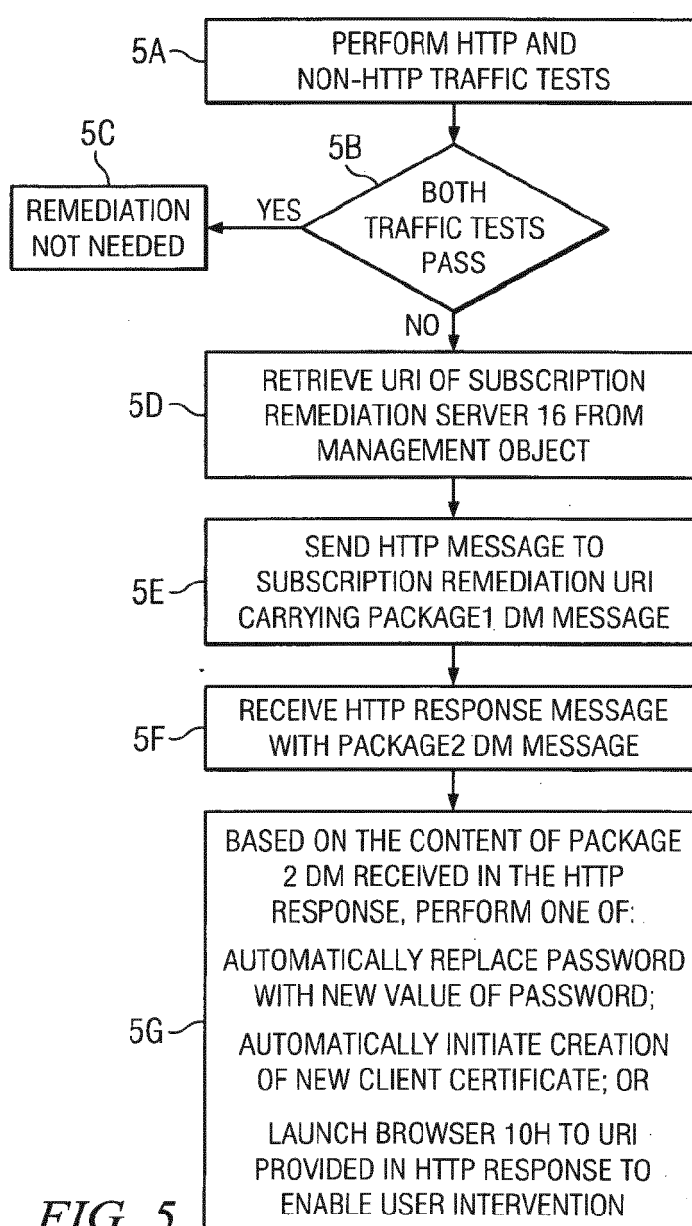 5A
PERFORM HTTP AND
NON-HTTP TRAFFIC TESTS
5C
5B
REMEDIATION
NOT NEEDED
YES
BOTH
TRAFFIC TESTS
PASS
NO
5D
RETRIEVE URI OF SUBSCRIPTION
REMEDIATION SERVER 16 FROM
MANAGEMENT OBJECT
5E
SEND HTTP MESSAGE TO
SUBSCRIPTION REMEDIATION URI
CARRYING PACKAGE1 DM MESSAGE
5F
RECEIVE HTTP RESPONSE MESSAGE
WITH PACKAGE2 DM MESSAGE
5G
BASED ON THE CONTENT OF PACKAGE
2 DM RECEIVED IN THE HTTP
RESPONSE, PERFORM ONE OF:
AUTOMATICALLY REPLACE PASSWORD
WITH NEW VALUE OF PASSWORD;
AUTOMATICALLY INITIATE CREATION
OF NEW CLIENT CERTIFICATE; OR
LAUNCH BROWSER 10H TO URI
PROVIDED IN HTTP RESPONSE TO
ENABLE USER INTERVENTION
FIG. 5